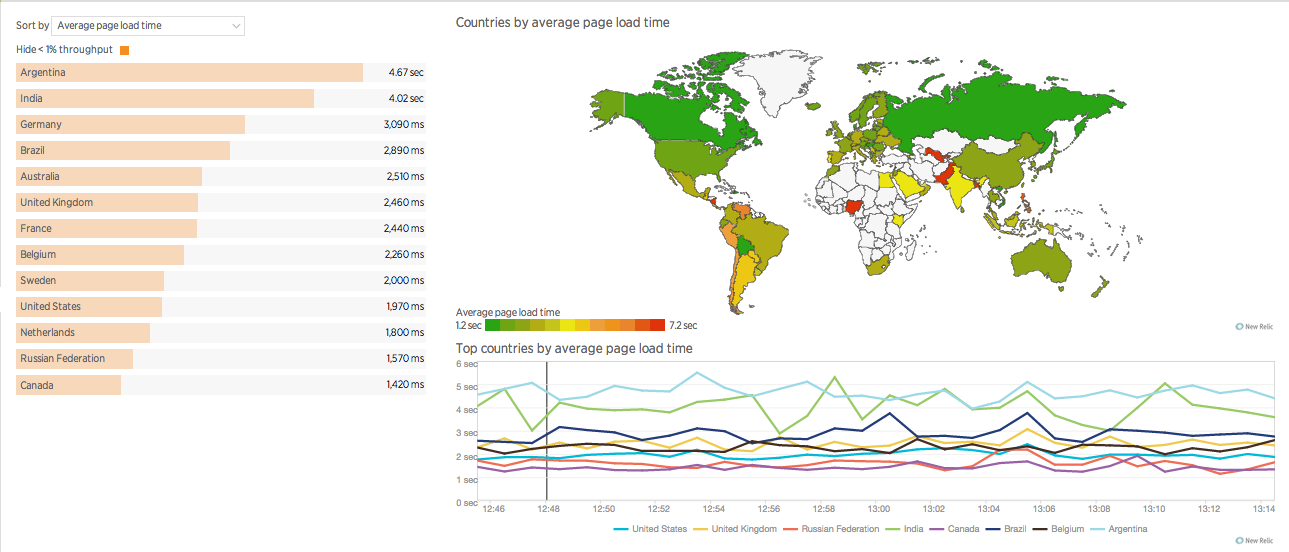 Sort by Average page load time
Hide < 1% throughput
Argentina 4.67 sec
India 4.02 sec
Germany 3,090 ms
Brazil 2,890 ms
Australia 2,510 ms
United Kingdom 2,460 ms
France 2,440 ms
Belgium 2,260 ms
Sweden 2,000 ms
United States 1,970 ms
Netherlands 1,800 ms
Russian Federation 1,570 ms
Canada 1,420 ms
Countries by average page load time
Average page load time
1.2 sec 7.2 sec
New Relic
Top countries by average page load time
6 sec
5 sec
4 sec
3 sec
2 sec
1 sec
0 sec
12:46 12:48 12:50 12:52 12:54 12:56 12:58 13:00 13:02 13:04 13:06 13:08 13:10 13:12 13:14
United States United Kingdom Russian Federation India Canada Brazil Belgium Argentina
New Relic